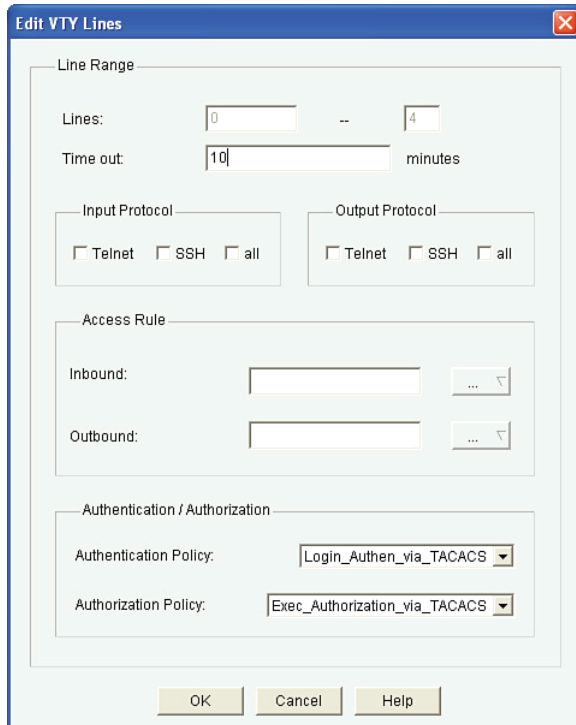 Edit VTY Lines
Line Range
Lines: 0 -- 4
Time out: 10 minutes
Input Protocol Output Protocol
Telnet SSH all Telnet SSH all
Access Rule
Inbound: ...
Outbound: ...
Authentication / Authorization
Authentication Policy: Login_Authen_via_TACACS
Authorization Policy: Exec_Authorization_via_TACACS
OK Cancel Help